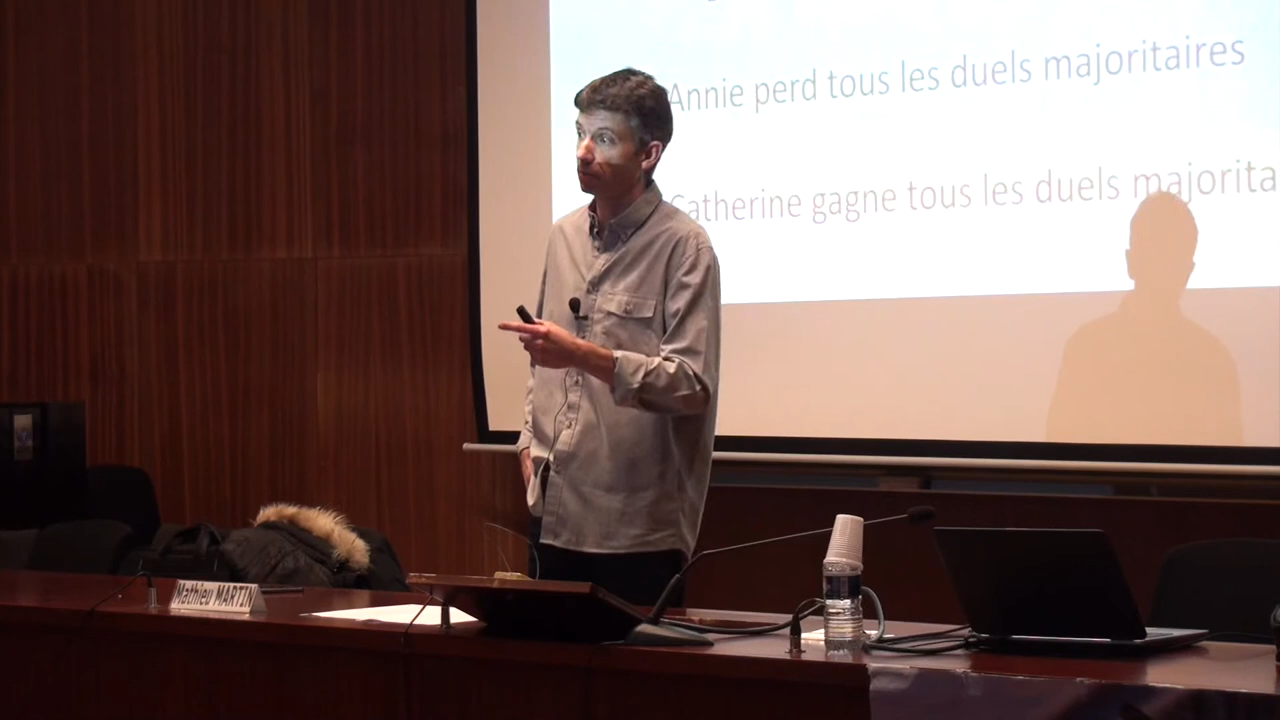 Annie perd tous les duels majoritaires
Catherine gagne tous les duels majorita
Mathieu MARTIN